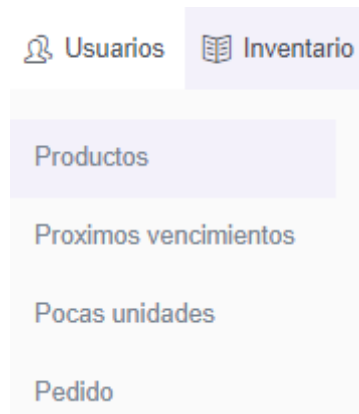 Usuarios Inventario
Productos
Proximos vencimientos
Pocas unidades
Pedido